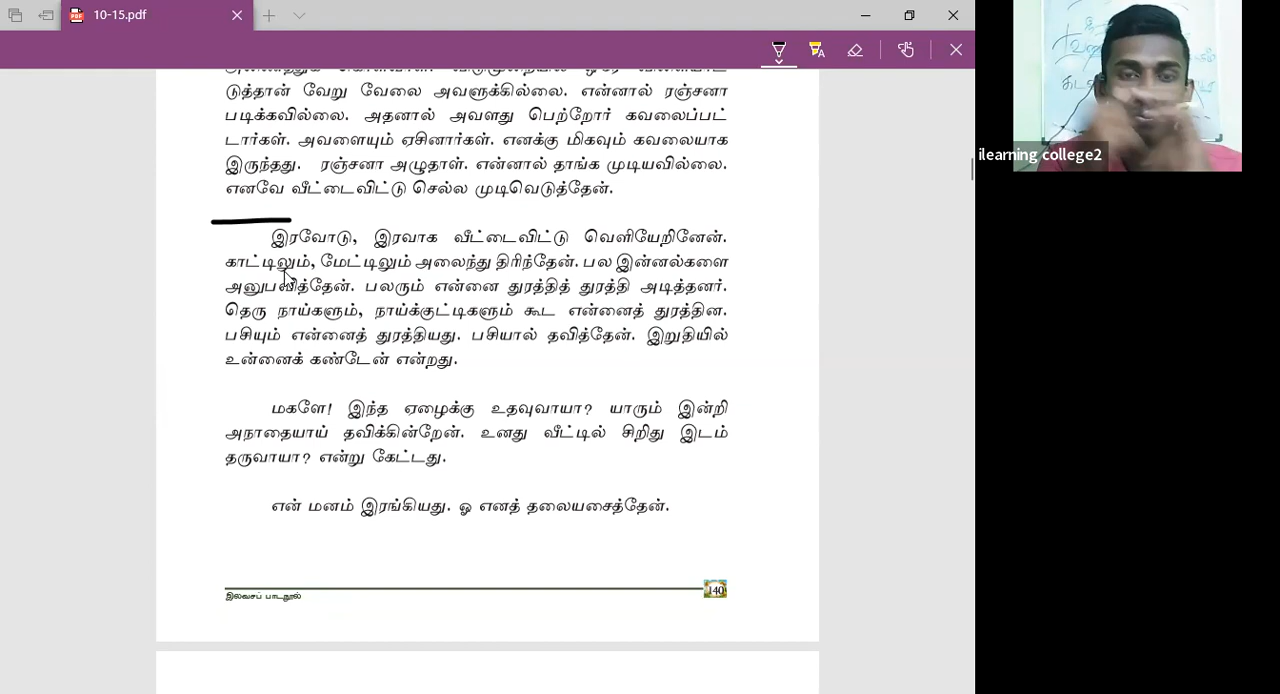 10-15.pdf
டுத்தான் வேறு வேலை அவளுக்கில்லை. என்னால் ரஞ்சனா
படிக்கவில்லை. அதனால் அவளது பெற்றோர் கவலைப்பட்
டார்கள். அவளையும் ஏசினார்கள். எனக்கு மிகவும் கவலையாக
இருந்தது. ரஞ்சனா அழுதாள். என்னால் தாங்க முடியவில்லை.
எனவே வீட்டைவிட்டு செல்ல முடிவெடுத்தேன்.
இரவோடு, இரவாக வீட்டைவிட்டு வெளியேறினேன்.
காட்டிலும், மேட்டிலும் அலைந்து திரிந்தேன். பல இன்னல்களை
அனுபவித்தேன். பலரும் என்னை துரத்தித் துரத்தி அடித்தனர்.
தெரு நாய்களும், நாய்க்குட்டிகளும் கூட என்னைத் துரத்தின.
பசியும் என்னைத் துரத்தியது. பசியால் தவித்தேன். இறுதியில்
உன்னைக் கண்டேன் என்றது.
மகளே! இந்த ஏழைக்கு உதவுவாயா? யாரும் இன்றி
அநாதையாய் தவிக்கின்றேன். உனது வீட்டில் சிறிது இடம்
தருவாயா? என்று கேட்டது.
என் மனம் இரங்கியது. ஓ எனத் தலையசைத்தேன்.
இலவசப் பாடநூல்
140
ilearning college2